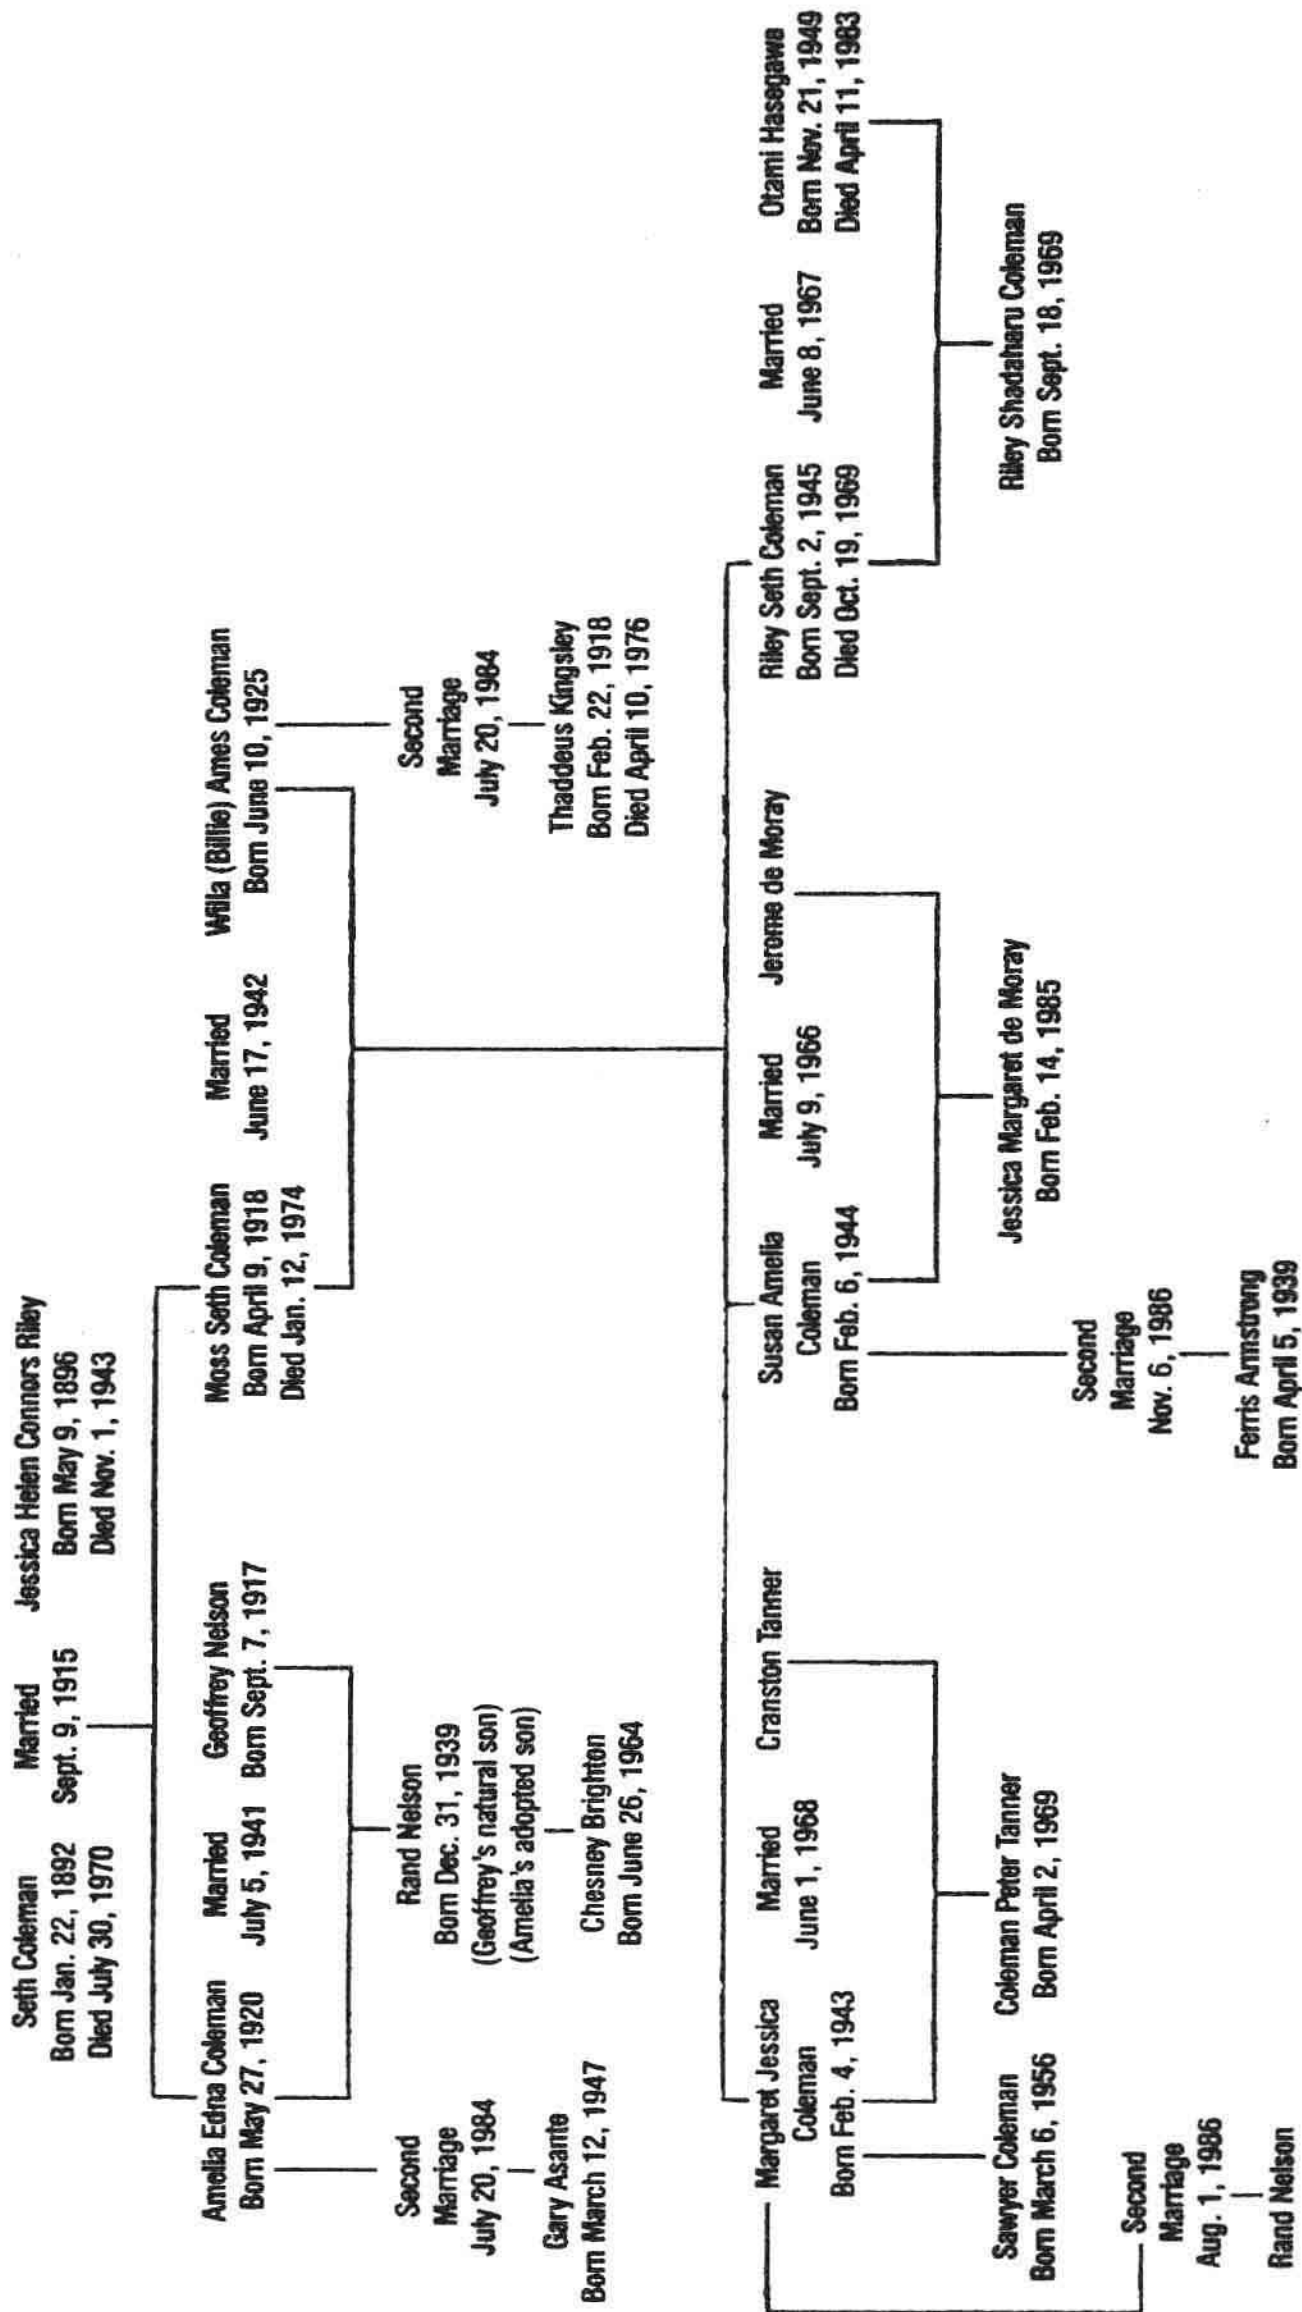 Seth Coleman
Born Jan. 22, 1892
Died July 30, 1970
Married
Sept. 9, 1915
Jessica Helen Connors Riley
Born May 9, 1896
Died Nov. 1, 1943
Amelia Edna Coleman
Born May 27, 1920
Married
July 5, 1941
Geoffrey Nelson
Born Sept. 7, 1917
Moss Seth Coleman
Born April 9, 1918
Died Jan. 12, 1974
Married
June 17, 1942
Willa (Billie) Ames Coleman
Born June 10, 1925
Second
Marriage
July 20, 1984
Gary Asante
Born March 12, 1947
Rand Nelson
Born Dec. 31, 1939
(Geoffrey's natural son)
(Amelia's adopted son)
Chesney Brighton
Born June 26, 1964
Second
Marriage
July 20, 1984
Thaddeus Kingsley
Born Feb. 22, 1918
Died April 10, 1976
Margaret Jessica
Coleman
Born Feb. 4, 1943
Married
June 1, 1968
Cranston Tanner
Susan Amelia
Coleman
Born Feb. 6, 1944
Married
July 9, 1966
Jerome de Moray
Riley Seth Coleman
Born Sept. 2, 1945
Died Oct. 19, 1969
Married
June 8, 1967
Otami Hasegawa
Born Nov. 21, 1949
Died April 11, 1983
Sawyer Coleman
Born March 6, 1956
Coleman Peter Tanner
Born April 2, 1969
Jessica Margaret de Moray
Born Feb. 14, 1985
Riley Shadaharu Coleman
Born Sept. 18, 1969
Second
Marriage
Aug. 1, 1986
Rand Nelson
Second
Marriage
Nov. 6, 1986
Ferris Armstrong
Born April 5, 1939